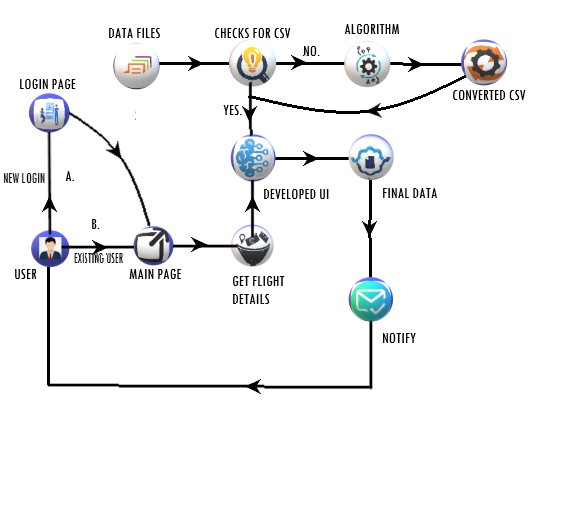 DATA FILES
CHECKS FOR CSV
ALGORITHM
NO.
CONVERTED CSV
LOGIN PAGE
YES.
NEW LOGIN
A.
DEVELOPED UI
FINAL DATA
B.
EXISTING USER
USER
MAIN PAGE
GET FLIGHT
DETAILS
NOTIFY